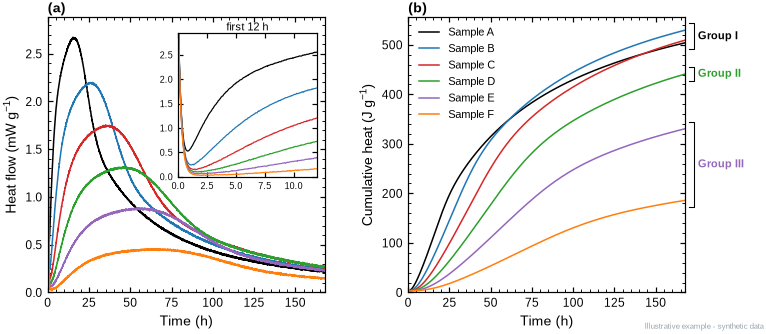 (a)
first 12 h
2.5
2.0
1.5
1.0
0.5
0.0
0.0
2.5
5.0
7.5
10.0
Heat flow (mW g⁻¹)
2.5
2.0
1.5
1.0
0.5
0.0
0
25
50
75
100
125
150
Time (h)
(b)
Sample A
Sample B
Sample C
Sample D
Sample E
Sample F
Cumulative heat (J g⁻¹)
500
400
300
200
100
0
0
25
50
75
100
125
150
Time (h)
Group I
Group II
Group III
Illustrative example - synthetic data